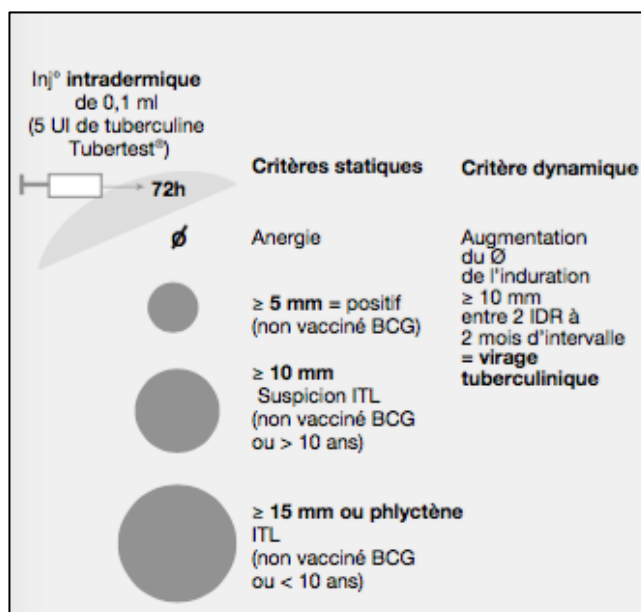 Inj° intradermique
de 0,1 ml
(5 UI de tuberculine
Tubertest®)
72h
Critères statiques
Critère dynamique
Ø
Anergie
≥ 5 mm = positif
(non vacciné BCG)
≥ 10 mm
Suspicion ITL
(non vacciné BCG
ou > 10 ans)
≥ 15 mm ou phlyctène
ITL
(non vacciné BCG
ou < 10 ans)
Augmentation
du Ø
de l'induration
≥ 10 mm
entre 2 IDR à
2 mois d'intervalle
= virage
tuberculinique